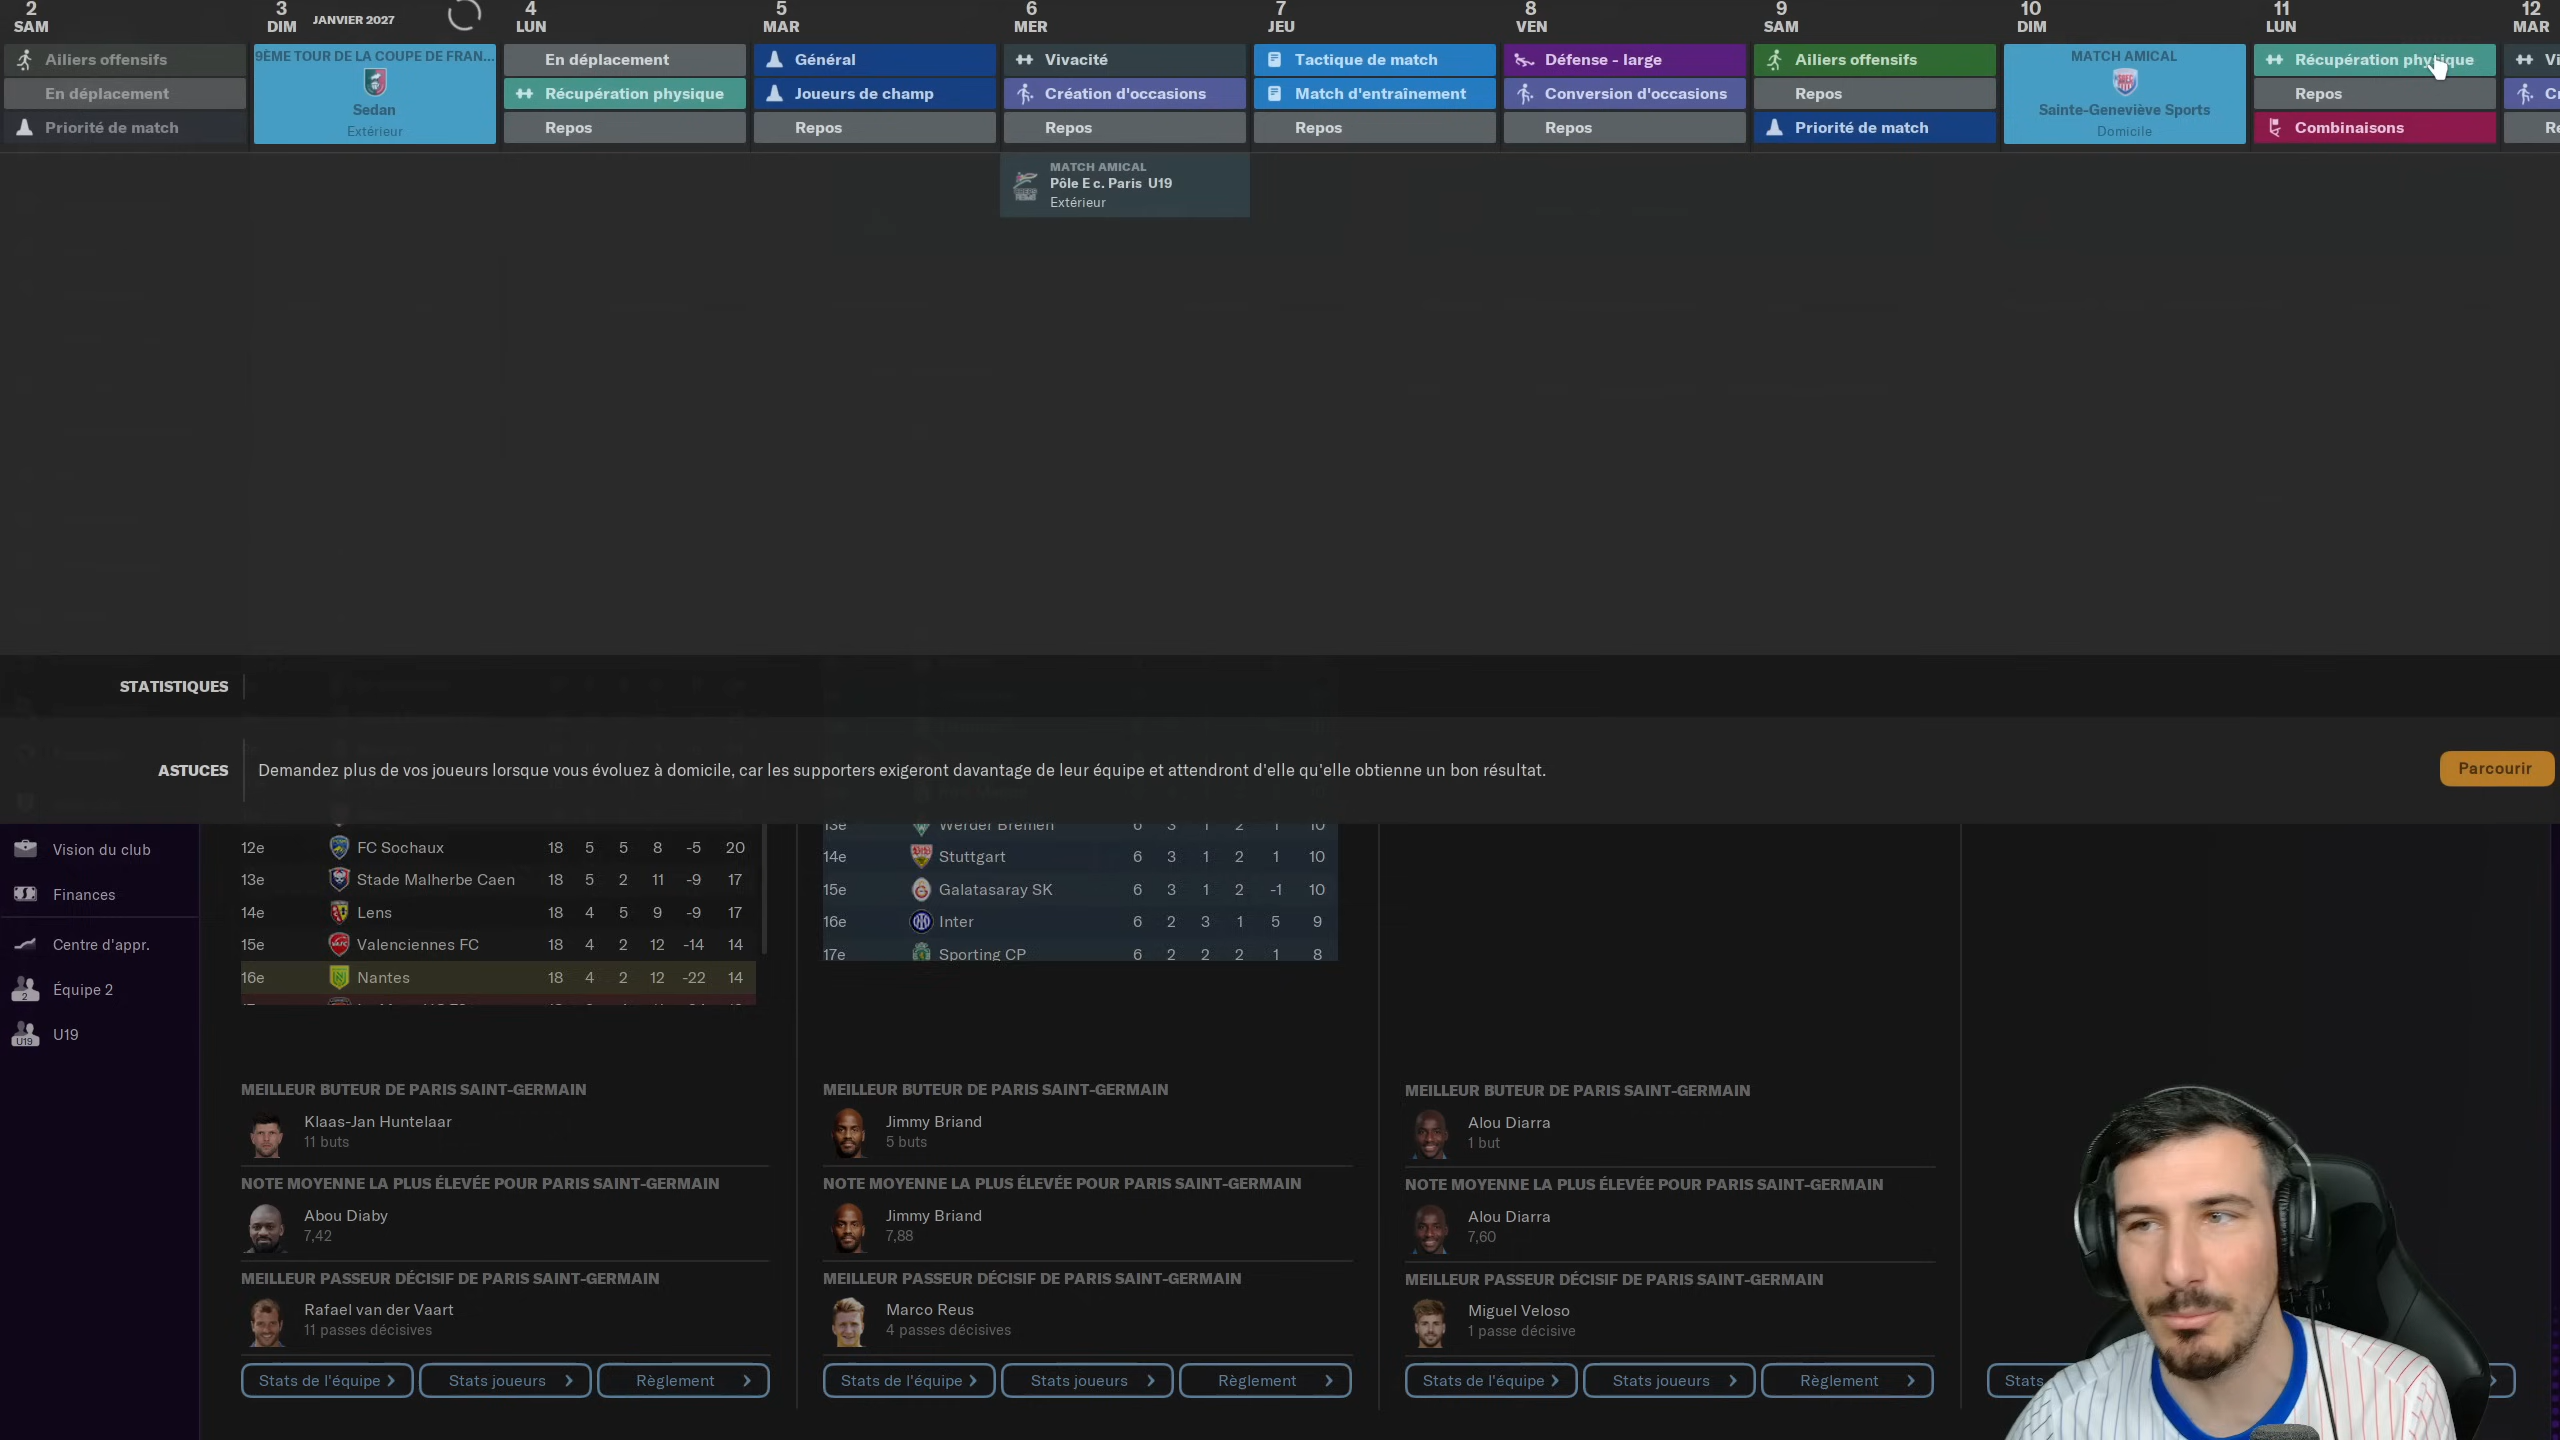 2
SAM
3
DIM
JANVIER 2027
4
LUN
5
MAR
6
MER
7
JEU
8
VEN
9
SAM
10
DIM
11
LUN
12
MAR
Ailiers offensifs
En déplacement
Priorité de match
9ÈME TOUR DE LA COUPE DE FRAN...
Sedan
Extérieur
En déplacement
Récupération physique
Repos
Général
Joueurs de champ
Repos
Vivacité
Création d'occasions
Repos
Tactique de match
Match d'entraînement
Repos
Défense - large
Conversion d'occasions
Repos
Ailiers offensifs
Repos
Priorité de match
MATCH AMICAL
Sainte-Geneviève Sports
Domicile
Récupération physique
Repos
Combinaisons
MATCH AMICAL
Pôle E c. Paris U19
Extérieur
STATISTIQUES
ASTUCES
Demandez plus de vos joueurs lorsque vous évoluez à domicile, car les supporters exigeront davantage de leur équipe et attendront d'elle qu'elle obtienne un bon résultat.
Parcourir
Vision du club
Finances
Centre d'appr.
Équipe 2
U19
12e FC Sochaux 18 5 5 8 -5 20
13e Stade Malherbe Caen 18 5 2 11 -9 17
14e Lens 18 4 5 9 -9 17
15e Valenciennes FC 18 4 2 12 -14 14
16e Nantes 18 4 2 12 -22 14
13e Werder Bremen 6 3 1 2 1 10
14e Stuttgart 6 3 1 2 1 10
15e Galatasaray SK 6 3 1 2 -1 10
16e Inter 6 2 3 1 5 9
17e Sporting CP 6 2 2 2 1 8
MEILLEUR BUTEUR DE PARIS SAINT-GERMAIN
Klaas-Jan Huntelaar
11 buts
NOTE MOYENNE LA PLUS ÉLEVÉE POUR PARIS SAINT-GERMAIN
Abou Diaby
7,42
MEILLEUR PASSEUR DÉCISIF DE PARIS SAINT-GERMAIN
Rafael van der Vaart
11 passes décisives
Stats de l'équipe
Stats joueurs
Règlement
MEILLEUR BUTEUR DE PARIS SAINT-GERMAIN
Jimmy Briand
5 buts
NOTE MOYENNE LA PLUS ÉLEVÉE POUR PARIS SAINT-GERMAIN
Jimmy Briand
7,88
MEILLEUR PASSEUR DÉCISIF DE PARIS SAINT-GERMAIN
Marco Reus
4 passes décisives
Stats de l'équipe
Stats joueurs
Règlement
MEILLEUR BUTEUR DE PARIS SAINT-GERMAIN
Alou Diarra
1 but
NOTE MOYENNE LA PLUS ÉLEVÉE POUR PARIS SAINT-GERMAIN
Alou Diarra
7,60
MEILLEUR PASSEUR DÉCISIF DE PARIS SAINT-GERMAIN
Miguel Veloso
1 passe décisive
Stats de l'équipe
Stats joueurs
Règlement
Stats